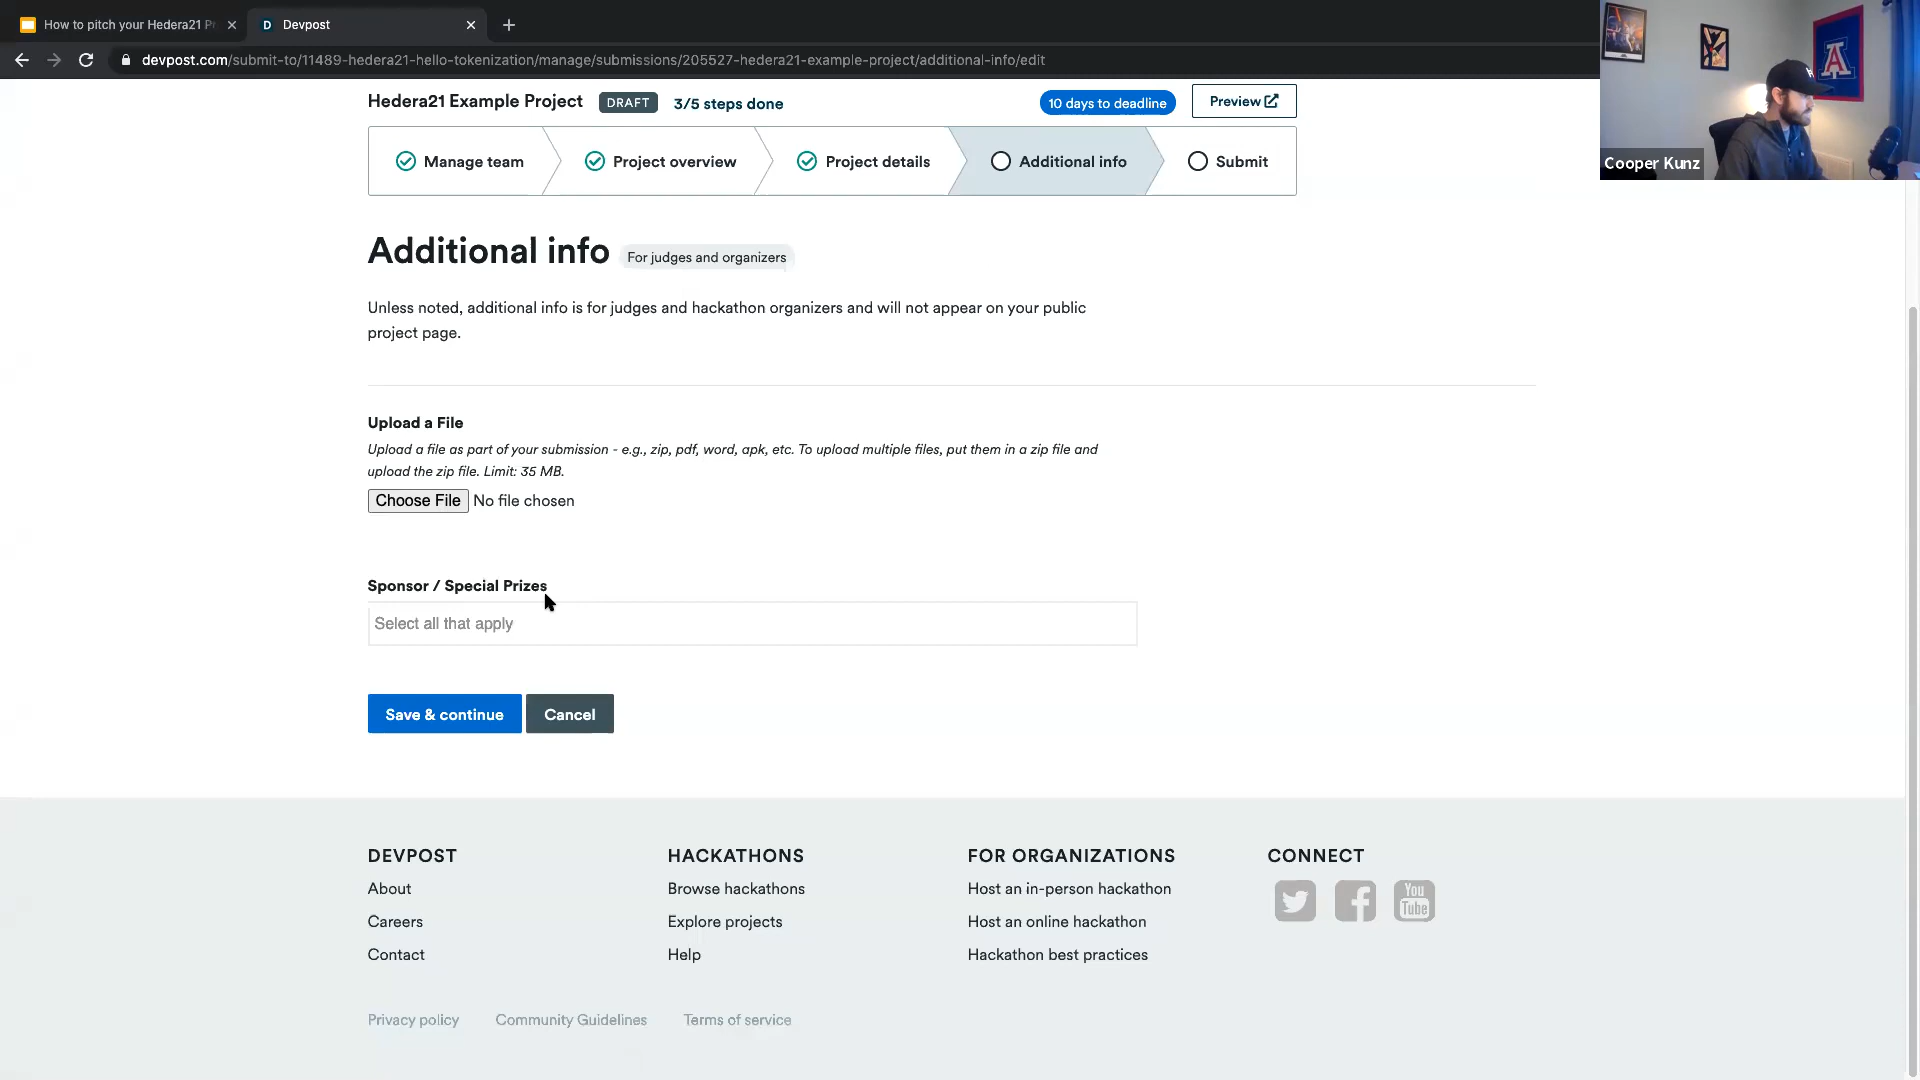 How to pitch your Hedera21 Pr
Devpost
devpost.com/submit-to/11489-hedera21-hello-tokenization/manage/submissions/205527-hedera21-example-project/additional-info/edit
Hedera21 Example Project DRAFT 3/5 steps done 10 days to deadline Preview
Manage team Project overview Project details Additional info Submit
Cooper Kunz
Additional info For judges and organizers
Unless noted, additional info is for judges and hackathon organizers and will not appear on your public
project page.
Upload a File
Upload a file as part of your submission - e.g., zip, pdf, word, apk, etc. To upload multiple files, put them in a zip file and
upload the zip file. Limit: 35 MB.
Choose File No file chosen
Sponsor / Special Prizes
Select all that apply
Save & continue Cancel
DEVPOST
About
Careers
Contact
HACKATHONS
Browse hackathons
Explore projects
Help
FOR ORGANIZATIONS
Host an in-person hackathon
Host an online hackathon
Hackathon best practices
CONNECT
You
Tube
Privacy policy Community Guidelines Terms of service